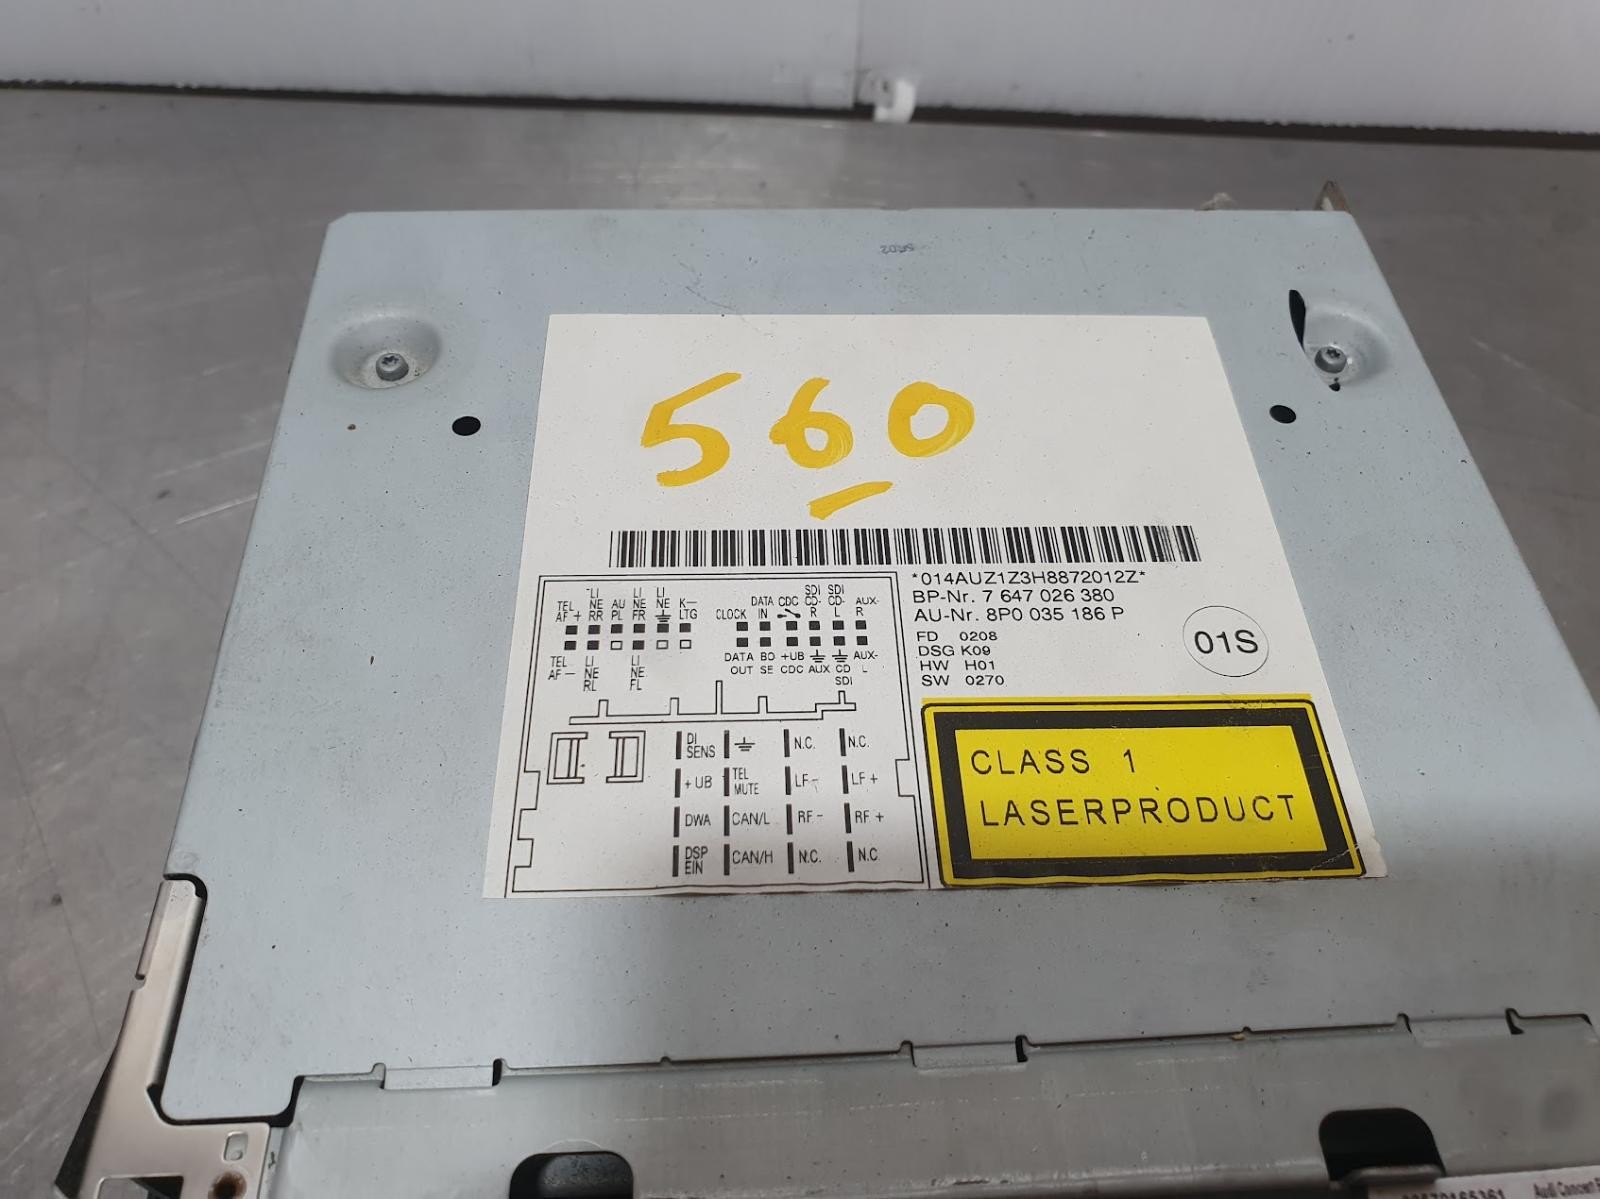 5602
560
*014AUZ1Z3H8872012Z*
BP-Nr. 7 647 026 380
AU-Nr. 8P0 035 186 P
FD 0208
DSG K09
HW H01
SW 0270
01S
CLASS 1
LASERPRODUCT
TEL AF + -LI NE RR AU PL LI NE FR LI NE K- LTG
CLOCK DATA IN CDC SDI CD- R SDI CD- L AUX- R
TEL AF - LI NE RL LI NE FL
DATA OUT BO SE +UB CDC AUX CD SDI AUX- L
DI SENS N.C. N.C.
+ UB TEL MUTE LF - LF +
DWA CAN/L RF - RF +
DSP EIN CAN/H N.C. N.C
Audi Concert